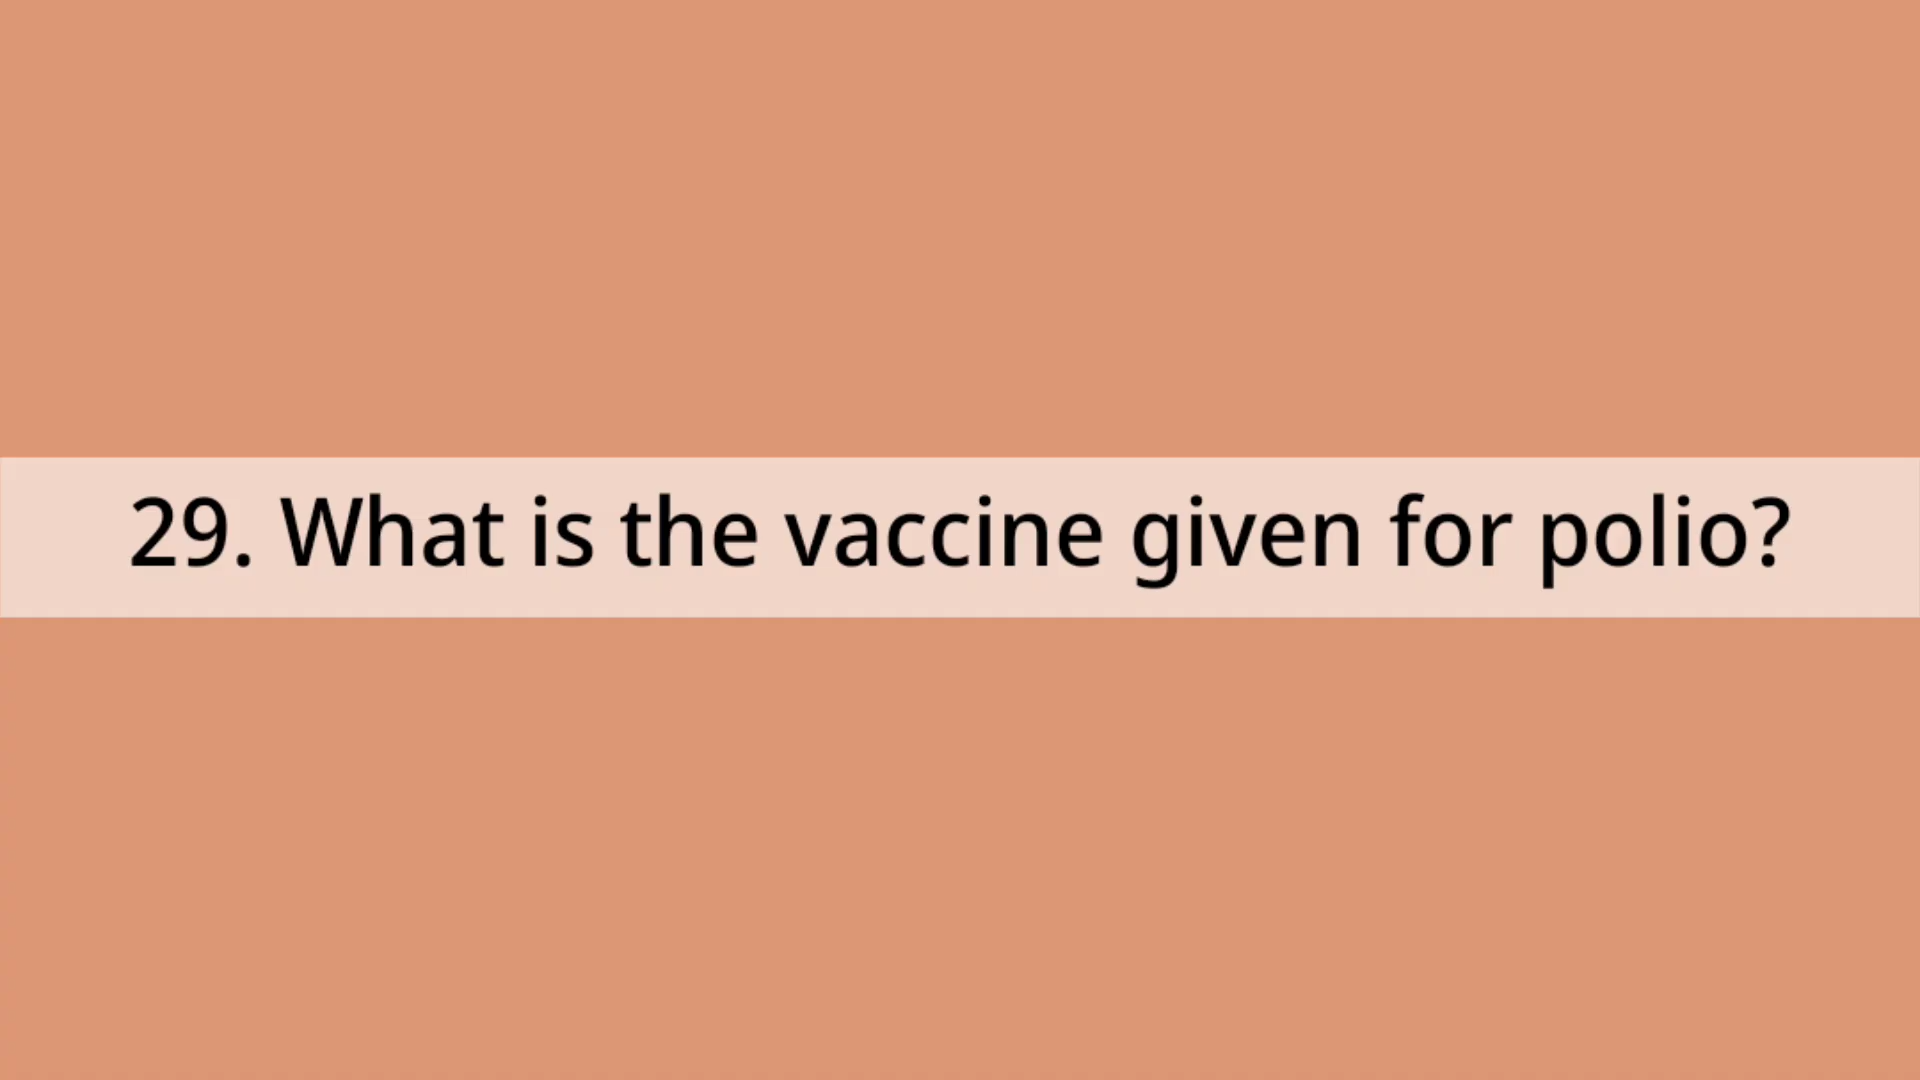 29. What is the vaccine given for polio?